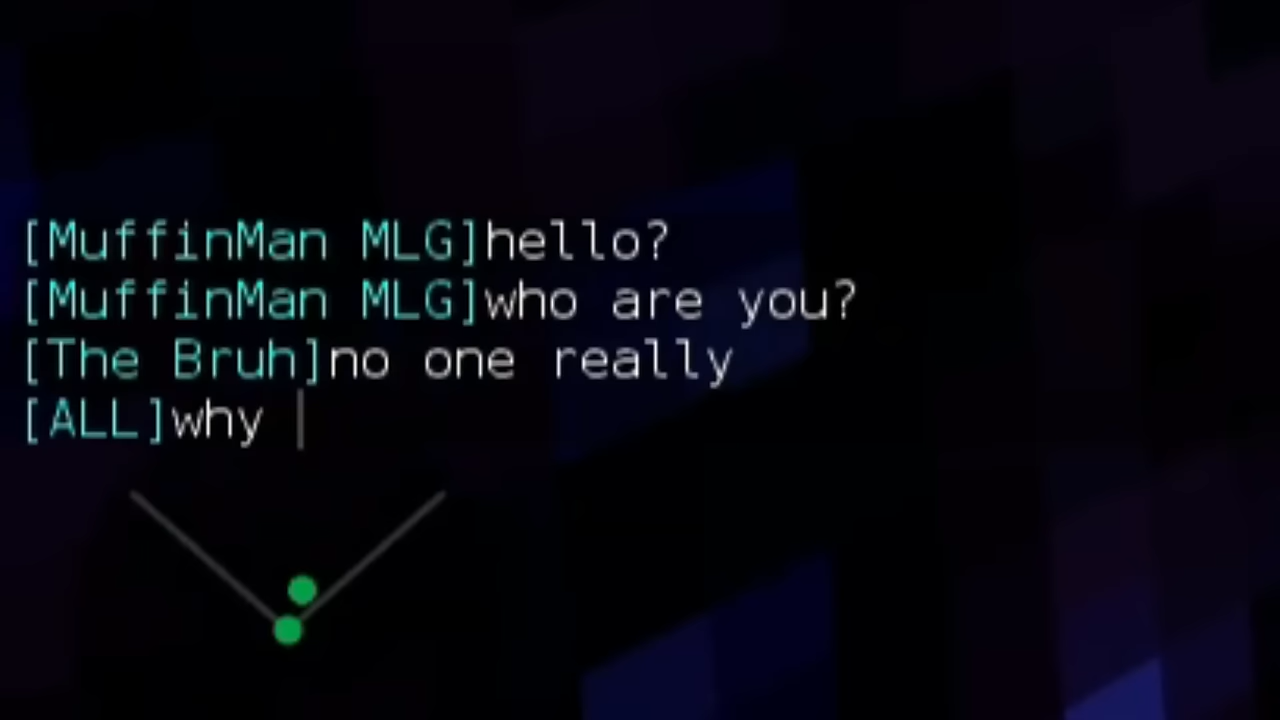 [MuffinMan MLG]hello?
[MuffinMan MLG]who are you?
[The Bruh]no one really
[ALL]why